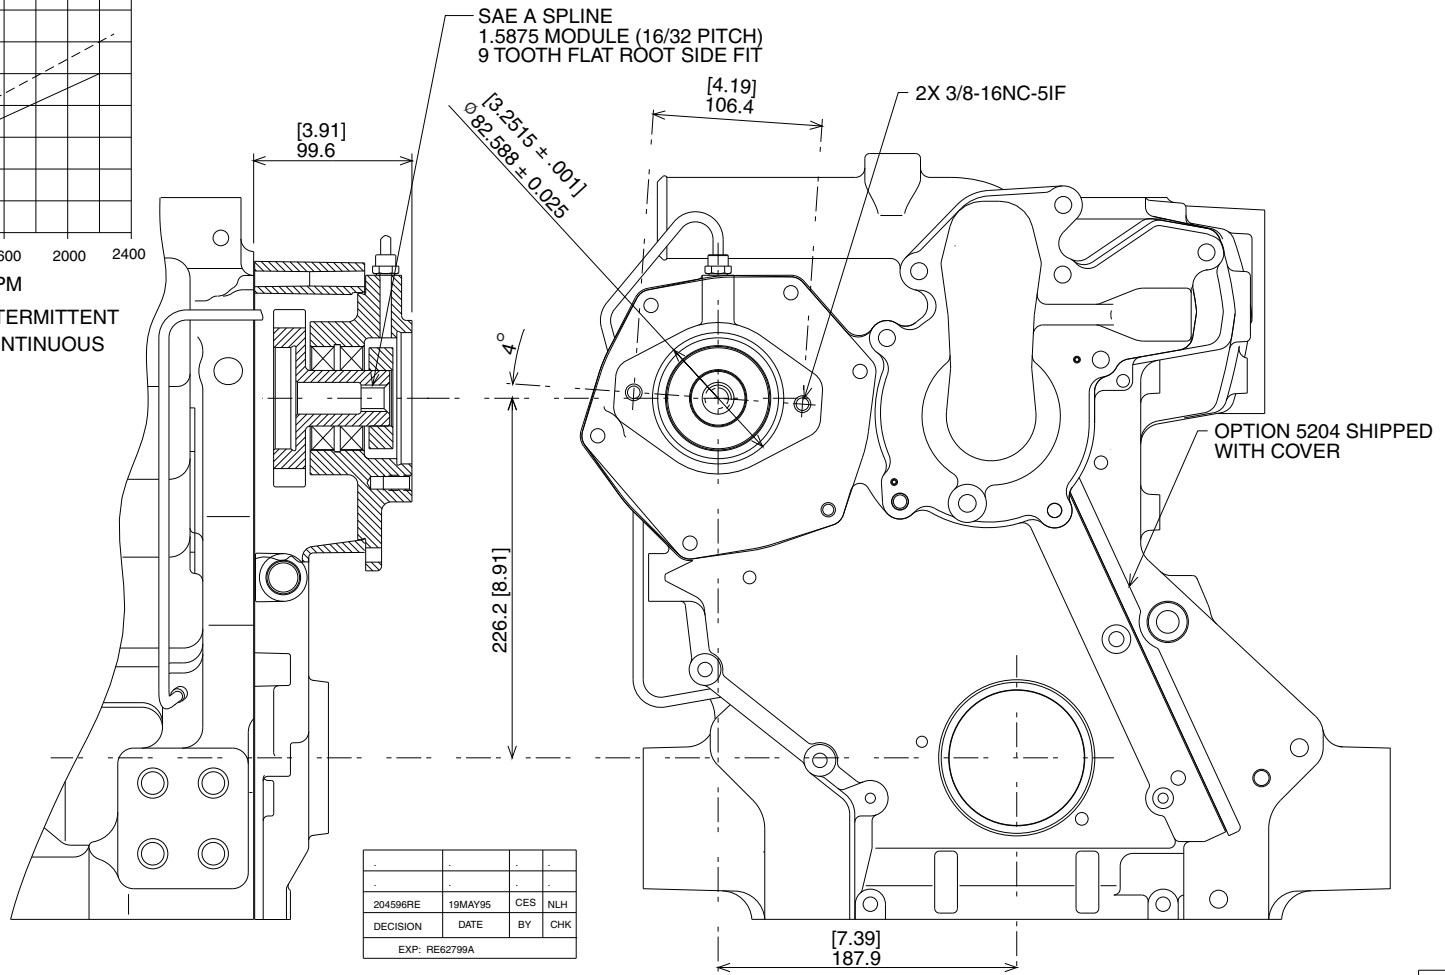 SAE A SPLINE
1.5875 MODULE (16/32 PITCH)
9 TOOTH FLAT ROOT SIDE FIT
[4.19]
106.4
2X 3/8-16NC-5IF
[3.91]
99.6
[3.2515 ± .001]
Ø 82.588 ± 0.025
600 2000 2400
PM
TERMITTENT
NTINUOUS
4°
OPTION 5204 SHIPPED
WITH COVER
226.2 [8.91]
204596RE 19MAY95 CES NLH
DECISION DATE BY CHK
EXP: RE62799A
[7.39]
187.9